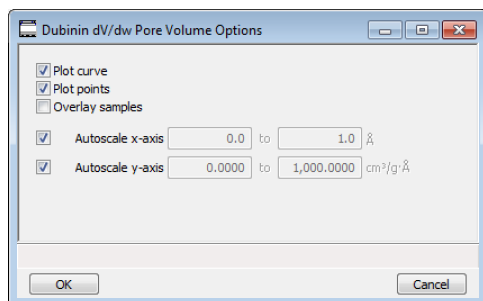 Dubinin dV/dw Pore Volume Options
Plot curve
Plot points
Overlay samples
Autoscale x-axis 0.0 to 1.0 Å
Autoscale y-axis 0.0000 to 1,000.0000 cm³/g·Å
OK Cancel